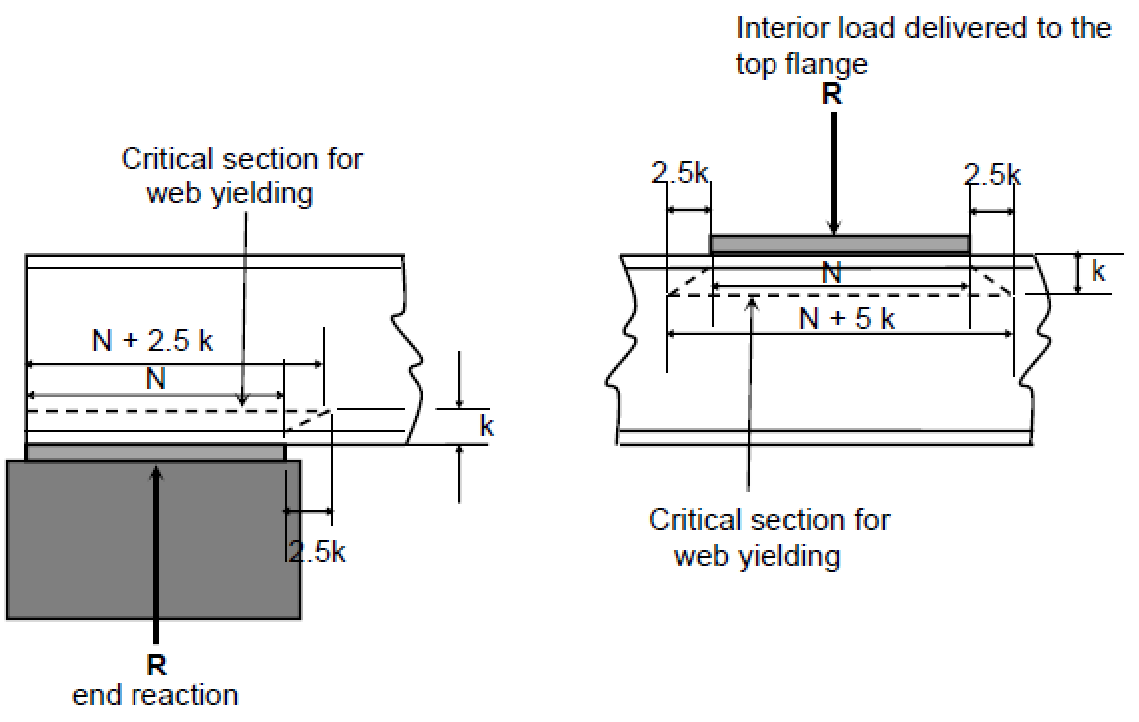 Interior load delivered to the
top flange
R
Critical section for
web yielding
2.5k
2.5k
N
k
N + 5 k
N + 2.5 k
N
k
Critical section for
web yielding
2.5k
R
end reaction